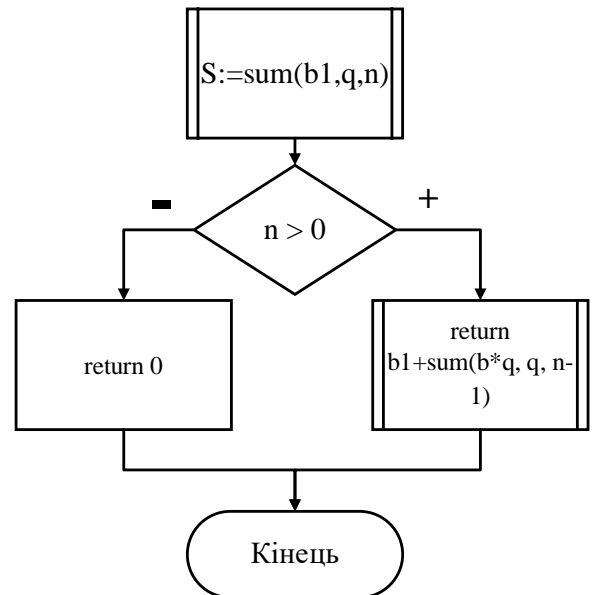 S:=sum(b1,q,n)
−
+
n > 0
return 0
return
b1+sum(b*q, q, n-
1)
Кінець